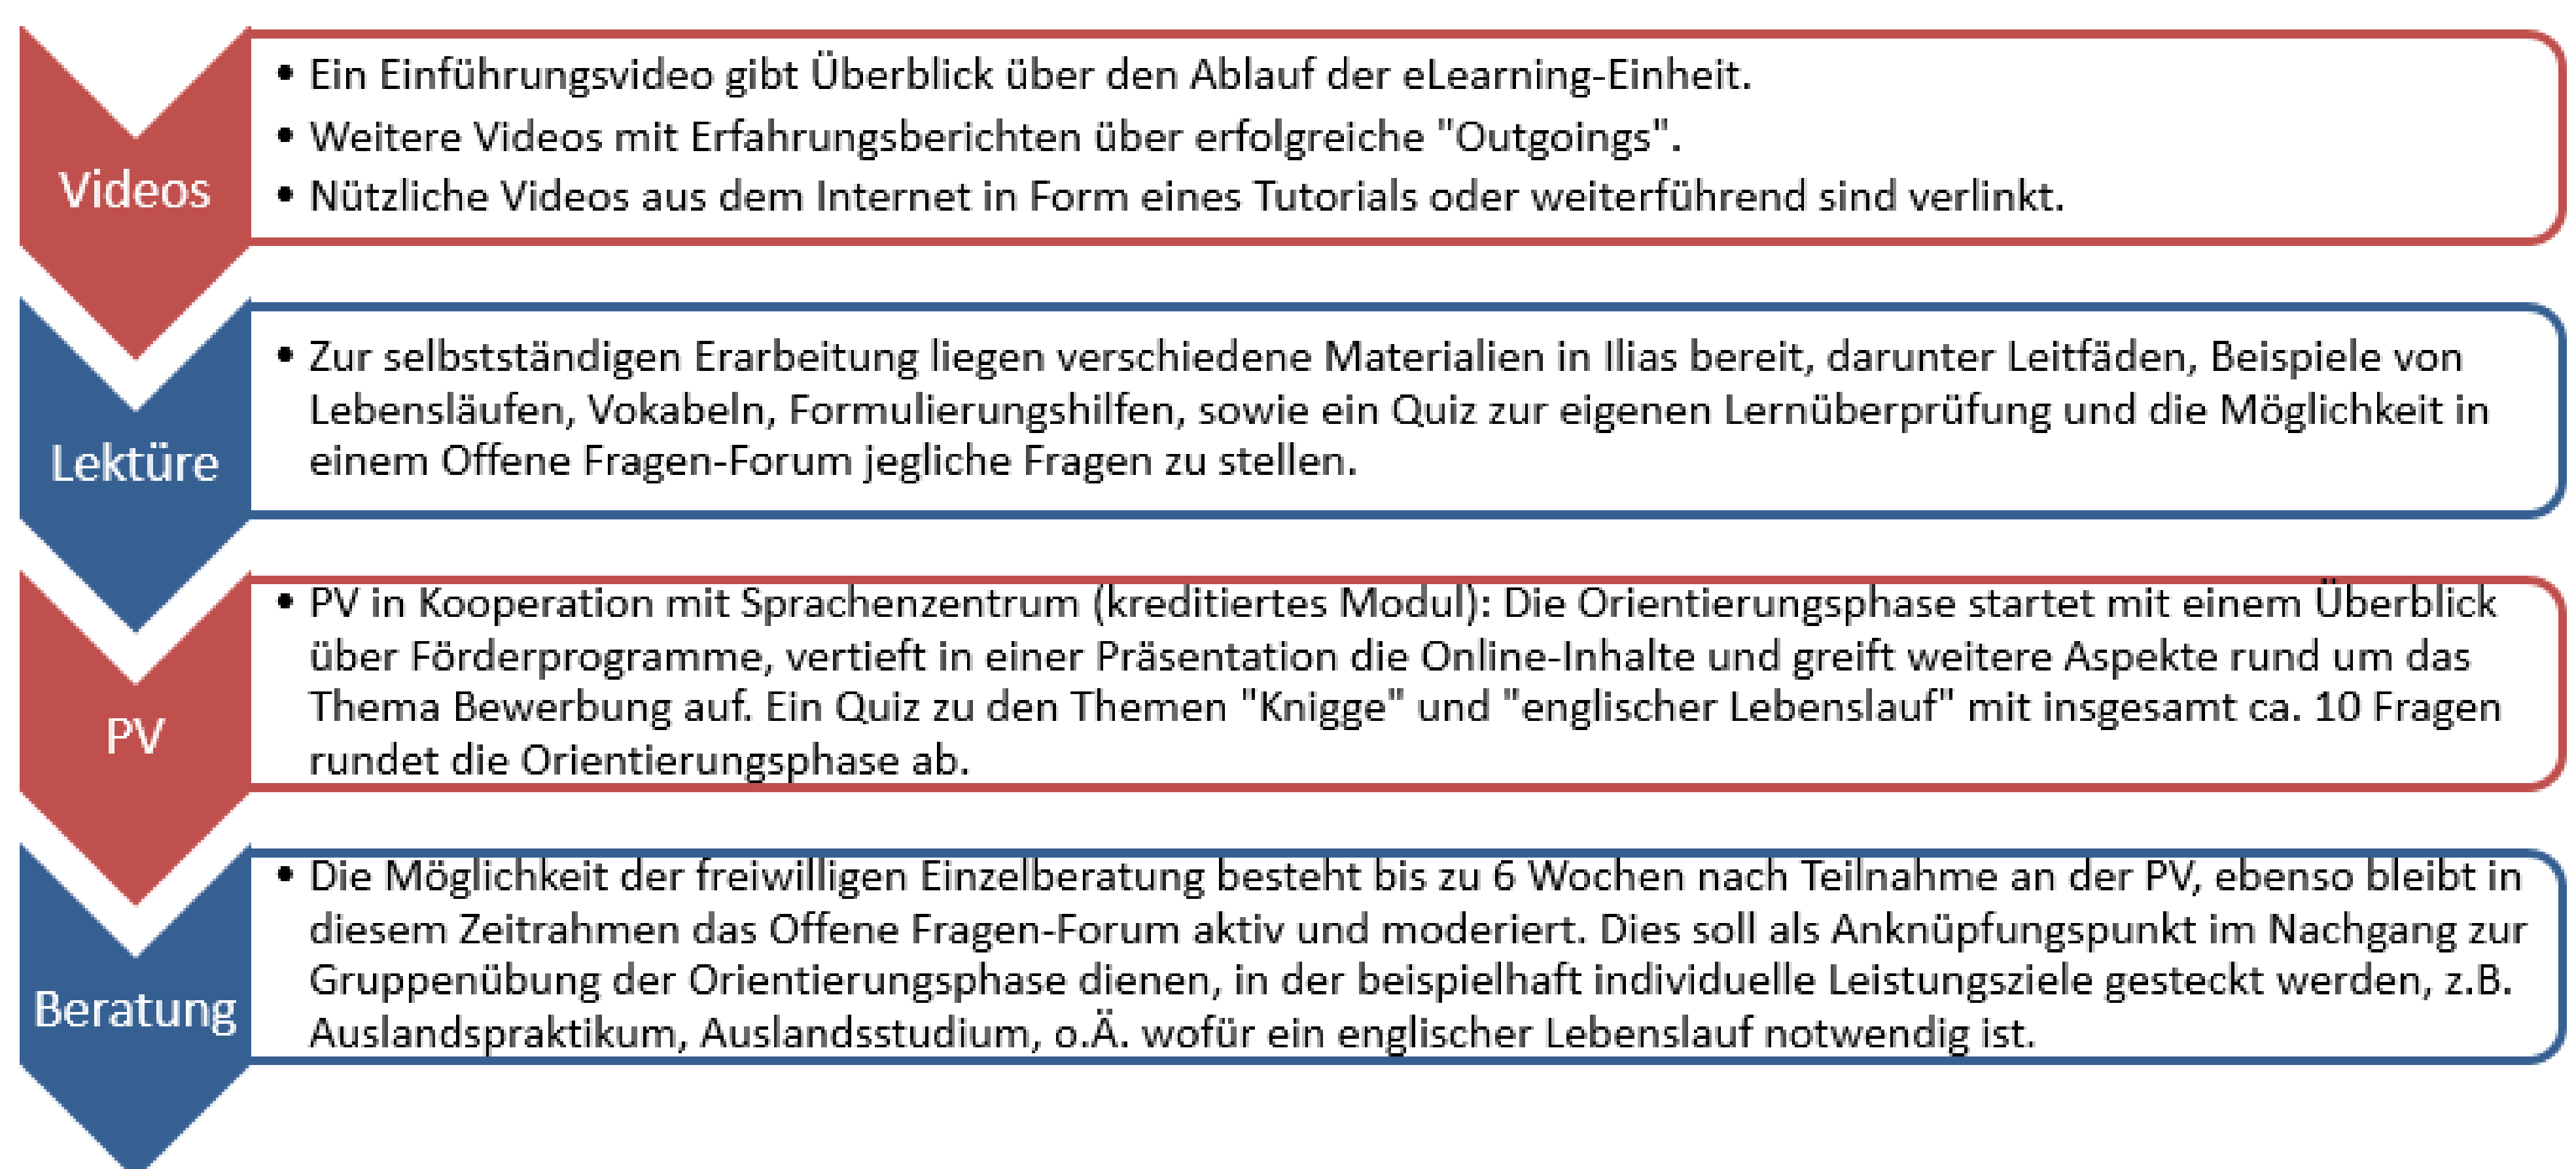 Videos
• Ein Einführungsvideo gibt Überblick über den Ablauf der eLearning-Einheit.
• Weitere Videos mit Erfahrungsberichten über erfolgreiche "Outgoings".
• Nützliche Videos aus dem Internet in Form eines Tutorials oder weiterführend sind verlinkt.
Lektüre
• Zur selbstständigen Erarbeitung liegen verschiedene Materialien in Ilias bereit, darunter Leitfäden, Beispiele von
Lebensläufen, Vokabeln, Formulierungshilfen, sowie ein Quiz zur eigenen Lernüberprüfung und die Möglichkeit in
einem Offene Fragen-Forum jegliche Fragen zu stellen.
PV
• PV in Kooperation mit Sprachenzentrum (kreditiertes Modul): Die Orientierungsphase startet mit einem Überblick
über Förderprogramme, vertieft in einer Präsentation die Online-Inhalte und greift weitere Aspekte rund um das
Thema Bewerbung auf. Ein Quiz zu den Themen "Knigge" und "englischer Lebenslauf" mit insgesamt ca. 10 Fragen
rundet die Orientierungsphase ab.
Beratung
• Die Möglichkeit der freiwilligen Einzelberatung besteht bis zu 6 Wochen nach Teilnahme an der PV, ebenso bleibt in
diesem Zeitrahmen das Offene Fragen-Forum aktiv und moderiert. Dies soll als Anknüpfungspunkt im Nachgang zur
Gruppenübung der Orientierungsphase dienen, in der beispielhaft individuelle Leistungsziele gesteckt werden, z.B.
Auslandspraktikum, Auslandsstudium, o.Ä. wofür ein englischer Lebenslauf notwendig ist.